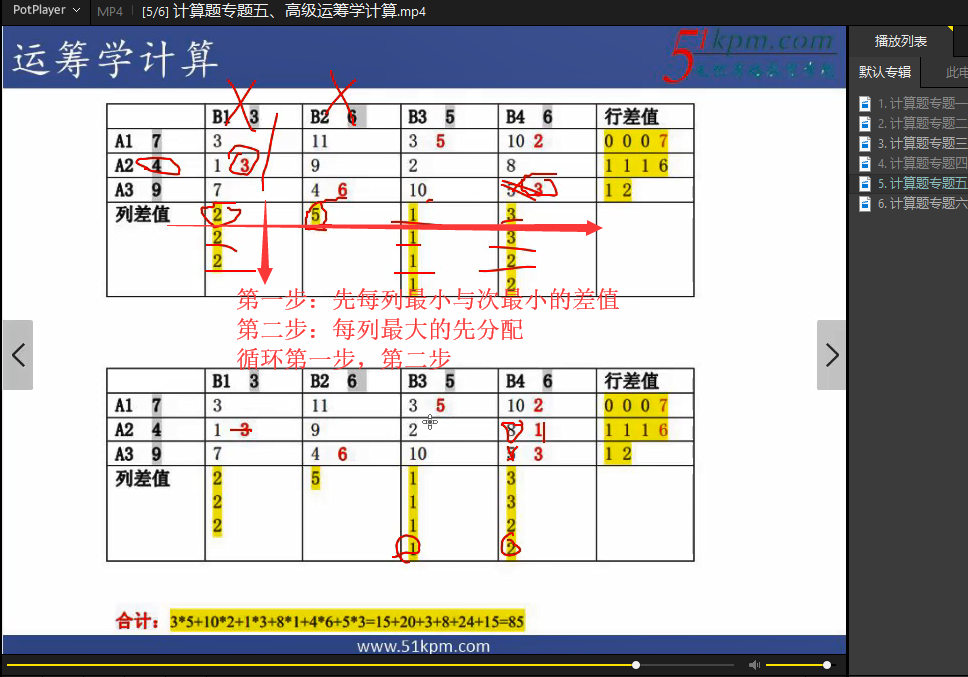 PotPlayer MP4 [5/6] 计算题专题五、高级运筹学计算.mp4
运筹学计算
51kpm.com
播放列表
默认专辑 此电
1. 计算题专题一
2. 计算题专题二
3. 计算题专题三
4. 计算题专题四
5. 计算题专题五
6. 计算题专题六
B1 3 B2 6 B3 5 B4 6 行差值
A1 7 3 11 3 5 10 2 0 0 0 7
A2 4 1 3 9 2 8 1 1 1 6
A3 9 7 4 6 10 5 3 1 2
列差值 2 5 1 3
2 1 3
2 1 2
1 2
第一步：先每列最小与次最小的差值
第二步：每列最大的先分配
循环第一步，第二步
B1 3 B2 6 B3 5 B4 6 行差值
A1 7 3 11 3 5 10 2 0 0 0 7
A2 4 1 3 9 2 8 1 1 1 1 6
A3 9 7 4 6 10 5 3 1 2
列差值 2 5 1 3
2 1 3
2 1 2
1 2
合计：3*5+10*2+1*3+8*1+4*6+5*3=15+20+3+8+24+15=85
www.51kpm.com